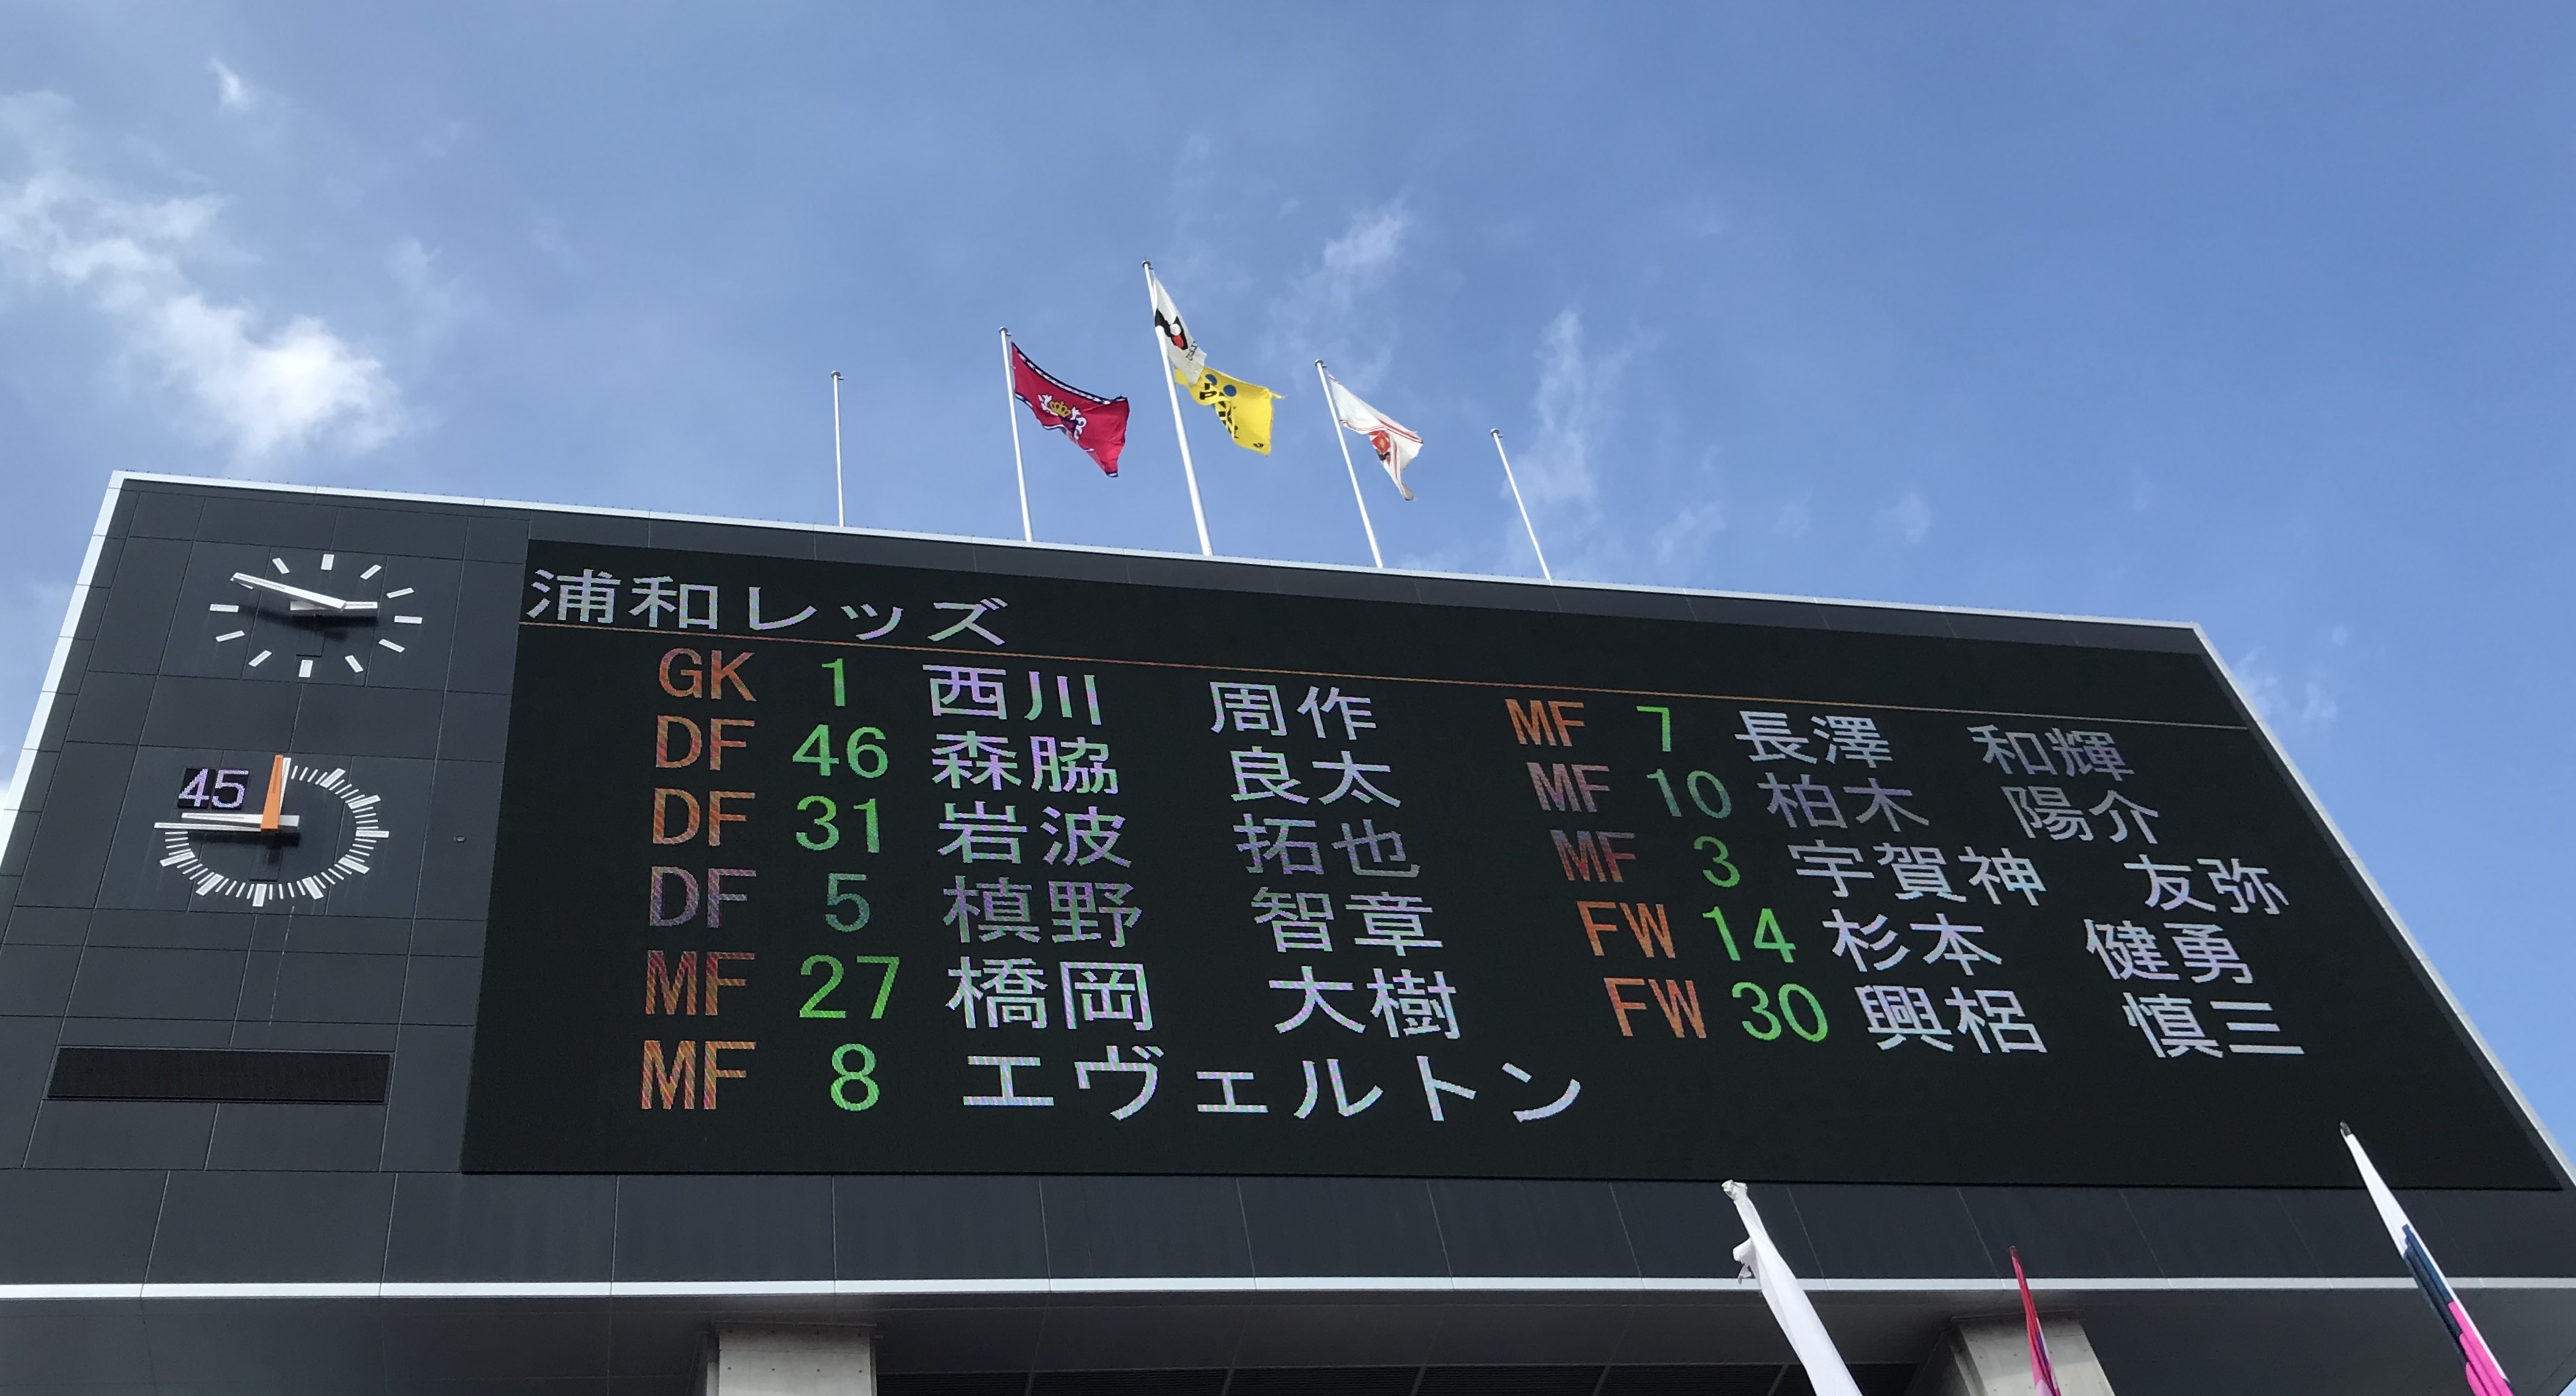 浦和レッズ
GK 1 西川 周作
DF 46 森脇 良太
DF 31 岩波 拓也
DF 5 槙野 智章
MF 27 橋岡 大樹
MF 8 エヴェルトン
MF 7 長澤 和輝
MF 10 柏木 陽介
MF 3 宇賀神 友弥
FW 14 杉本 健勇
FW 30 興梠 慎三
45